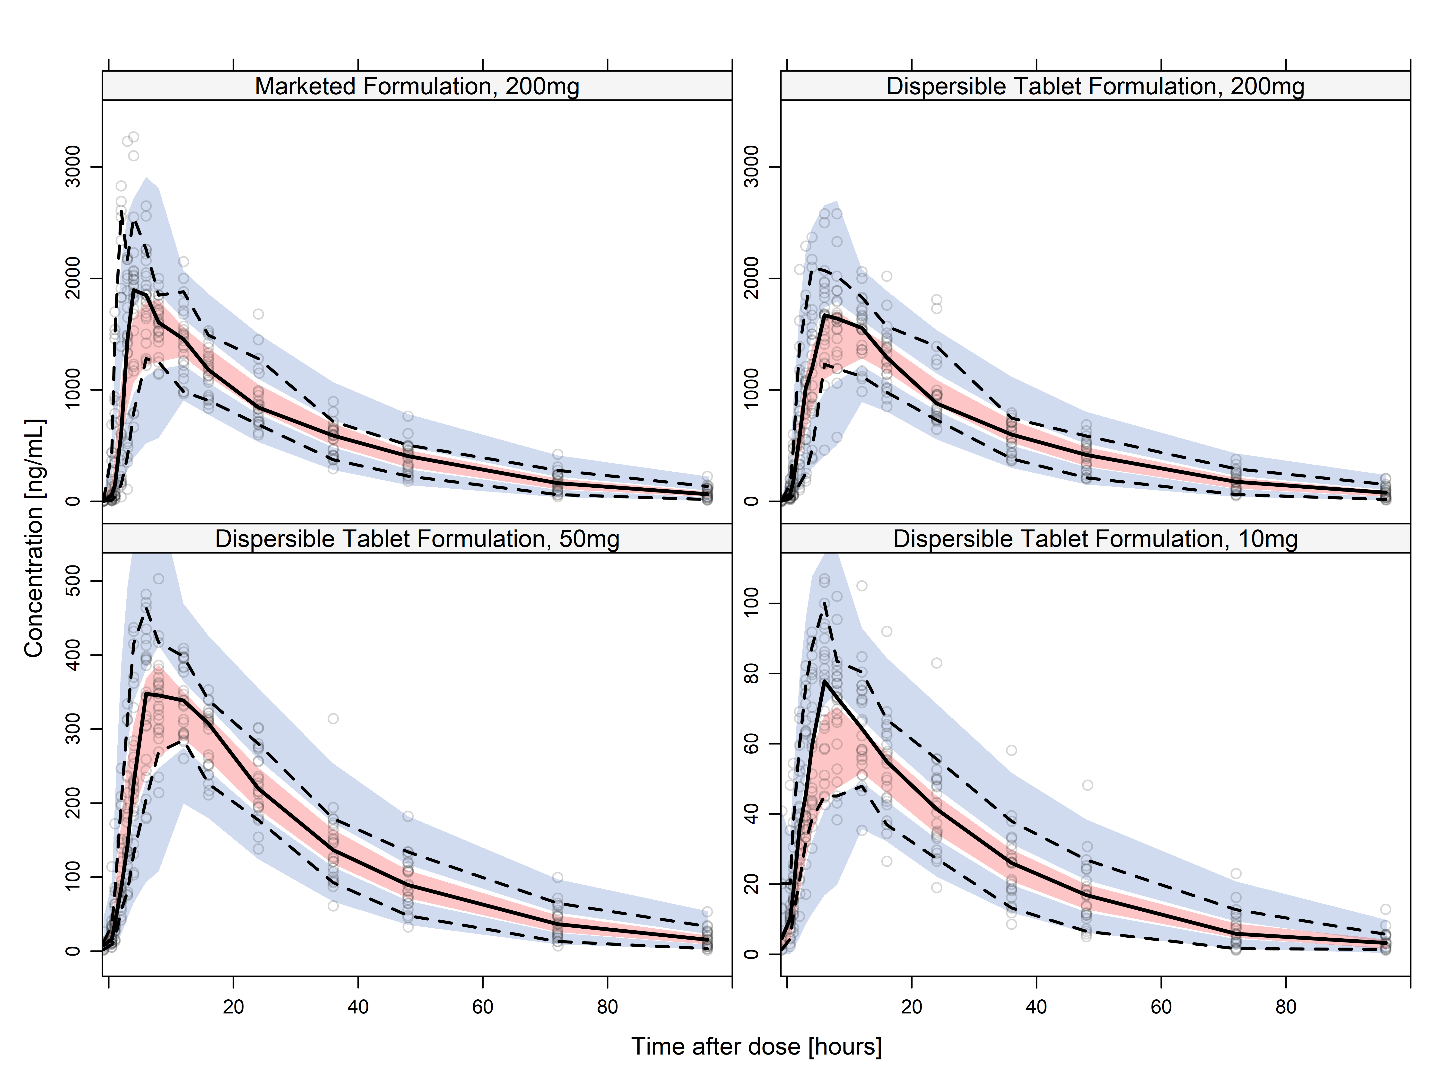 Marketed Formulation, 200mg
Dispersible Tablet Formulation, 200mg
3000
2000
1000
0
3000
2000
1000
0
Dispersible Tablet Formulation, 50mg
Dispersible Tablet Formulation, 10mg
500
400
300
200
100
0
100
80
60
40
20
0
Concentration [ng/mL]
20 40 60 80
20 40 60 80
Time after dose [hours]